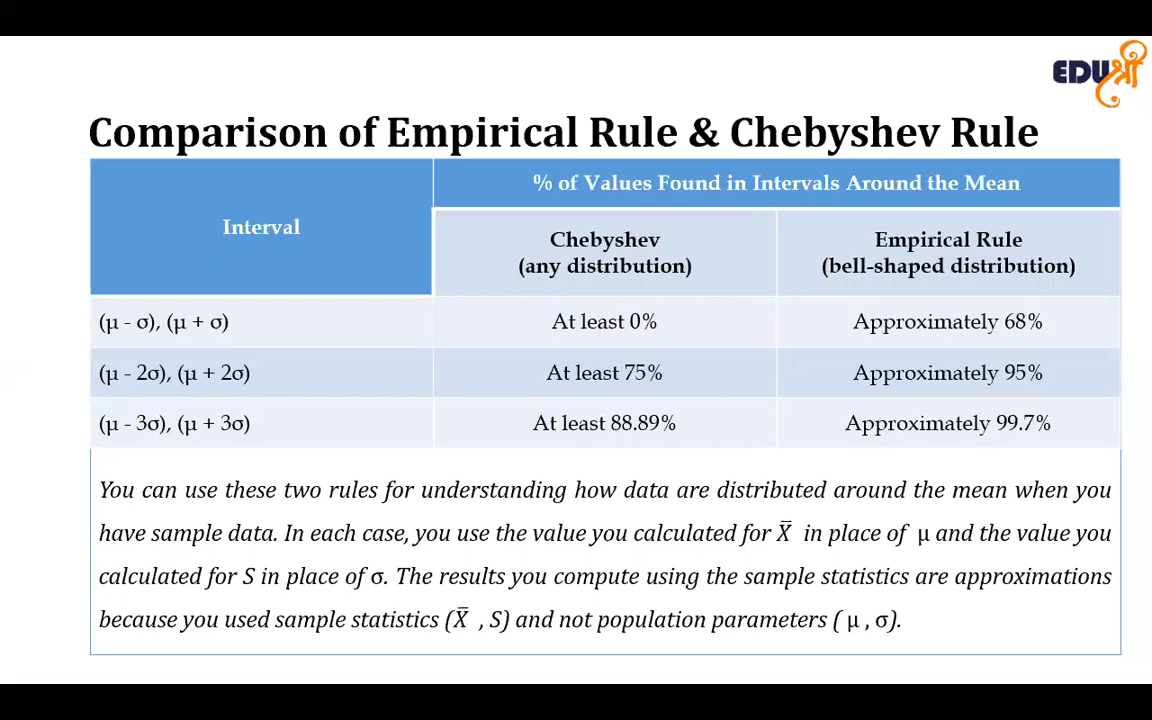 EDUश्री
Comparison of Empirical Rule & Chebyshev Rule
Interval
% of Values Found in Intervals Around the Mean
Chebyshev
(any distribution)
Empirical Rule
(bell-shaped distribution)
(μ - σ), (μ + σ)
At least 0%
Approximately 68%
(μ - 2σ), (μ + 2σ)
At least 75%
Approximately 95%
(μ - 3σ), (μ + 3σ)
At least 88.89%
Approximately 99.7%
You can use these two rules for understanding how data are distributed around the mean when you
have sample data. In each case, you use the value you calculated for X̄ in place of μ and the value you
calculated for S in place of σ. The results you compute using the sample statistics are approximations
because you used sample statistics (X̄ , S) and not population parameters ( μ , σ).